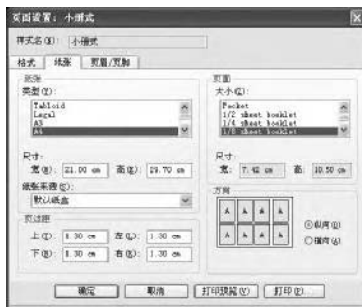 页面设置: 小册式
样式名(N): 小册式
格式 纸张 页眉/页脚
纸张
类型(Y):
Tabloid
Legal
A3
A4
尺寸:
宽(W): 21.00 cm 高(H): 29.70 cm
纸张来源(S):
默认纸盒
页边距
上(T): 1.30 cm 左(L): 1.30 cm
下(B): 1.30 cm 右(R): 1.30 cm
页面
大小(Z):
Pocket
1/2 sheet booklet
1/4 sheet booklet
1/8 sheet booklet
尺寸:
宽: 7.42 cm 高: 10.50 cm
方向
A A A A
A A A A
纵向(O)
横向(A)
确定 取消 打印预览(V) 打印(P)